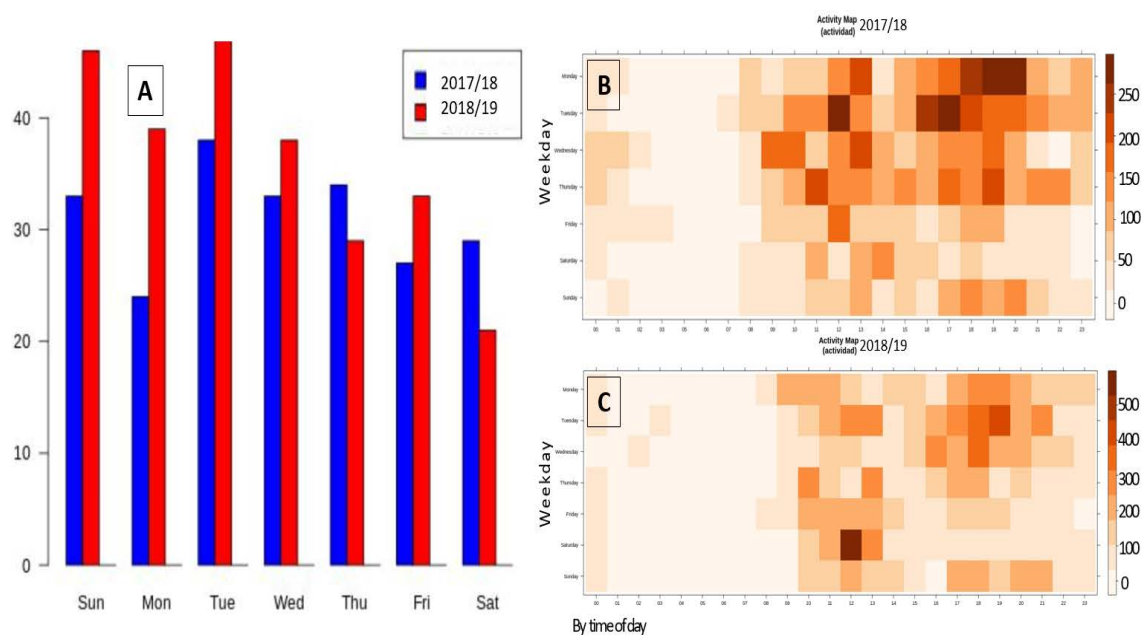 A
2017/18
2018/19
40
30
20
10
0
Sun Mon Tue Wed Thu Fri Sat
Activity Map
(actividad) 2017/18
B
Weekday
Monday
Tuesday
Wednesday
Thursday
Friday
Saturday
Sunday
00 01 02 03 04 05 06 07 08 09 10 11 12 13 14 15 16 17 18 19 20 21 22 23
250
200
150
100
50
0
Activity Map
(actividad) 2018/19
C
Weekday
Monday
Tuesday
Wednesday
Thursday
Friday
Saturday
Sunday
00 01 02 03 04 05 06 07 08 09 10 11 12 13 14 15 16 17 18 19 20 21 22 23
500
400
300
200
100
0
By time of day